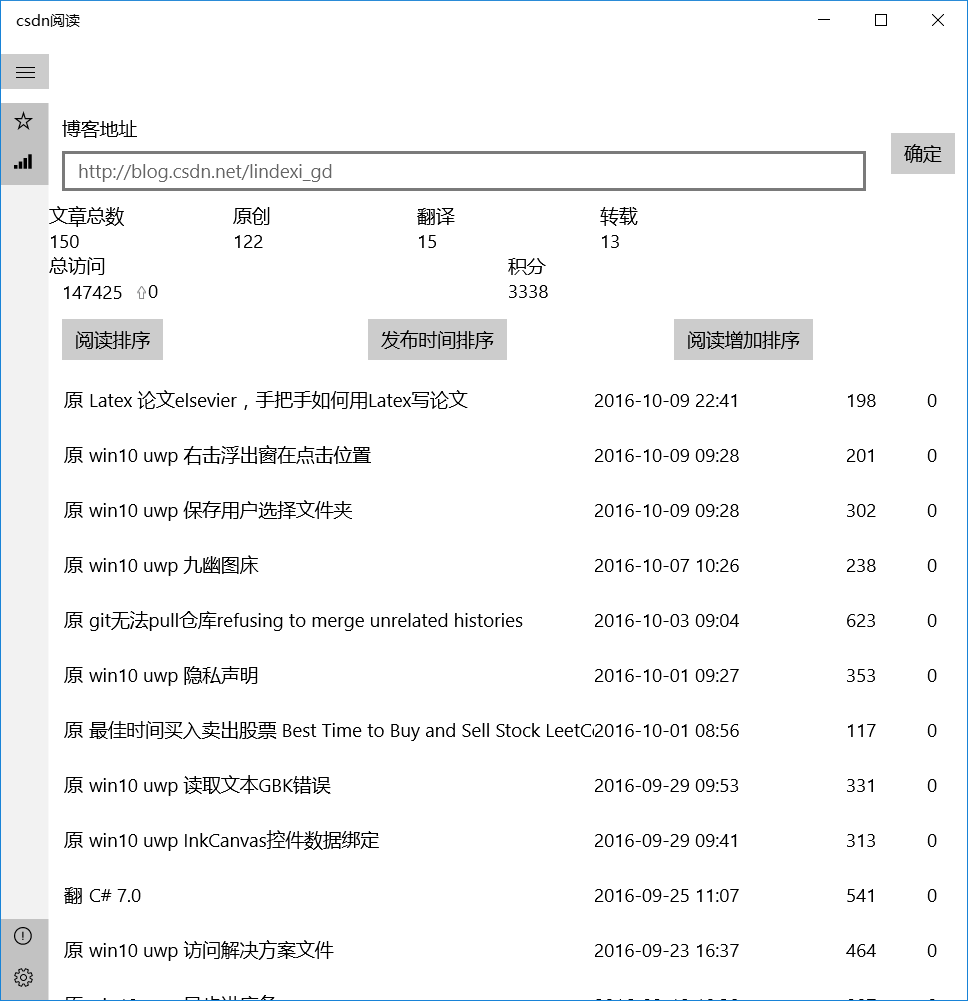 csdn阅读
博客地址
http://blog.csdn.net/lindexi_gd
确定
文章总数 原创 翻译 转载
150 122 15 13
总访问 积分
147425 ⇧0 3338
阅读排序 发布时间排序 阅读增加排序
原 Latex 论文elsevier，手把手如何用Latex写论文 2016-10-09 22:41 198 0
原 win10 uwp 右击浮出窗在点击位置 2016-10-09 09:28 201 0
原 win10 uwp 保存用户选择文件夹 2016-10-09 09:28 302 0
原 win10 uwp 九幽图床 2016-10-07 10:26 238 0
原 git无法pull仓库refusing to merge unrelated histories 2016-10-03 09:04 623 0
原 win10 uwp 隐私声明 2016-10-01 09:27 353 0
原 最佳时间买入卖出股票 Best Time to Buy and Sell Stock LeetC 2016-10-01 08:56 117 0
原 win10 uwp 读取文本GBK错误 2016-09-29 09:53 331 0
原 win10 uwp InkCanvas控件数据绑定 2016-09-29 09:41 313 0
翻 C# 7.0 2016-09-25 11:07 541 0
原 win10 uwp 访问解决方案文件 2016-09-23 16:37 464 0